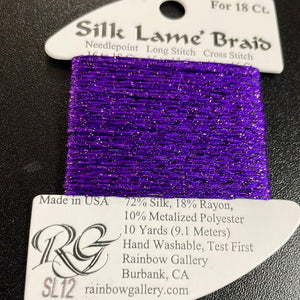 For 18 Ct.
Silk Lamé Braid
Needlepoint Long Stitch Cross Stitch
Made in USA
72% Silk, 18% Rayon,
10% Metalized Polyester
10 Yards (9.1 Meters)
Hand Washable, Test First
Rainbow Gallery
Burbank, CA
rainbowgallery.com
RG
SL12